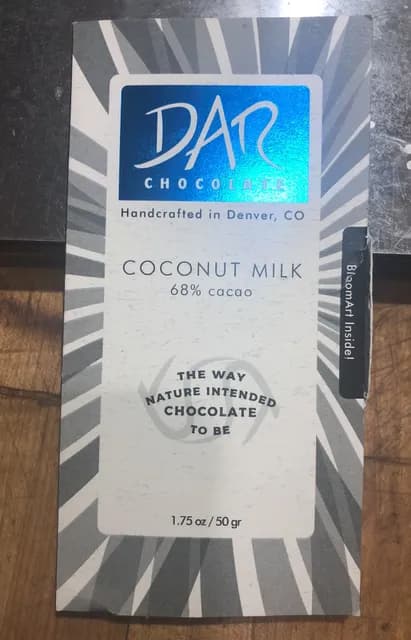 DAR
CHOCOLATE
Handcrafted in Denver, CO
COCONUT MILK
68% cacao
BloomArt Inside!
THE WAY
NATURE INTENDED
CHOCOLATE
TO BE
1.75 oz / 50 gr